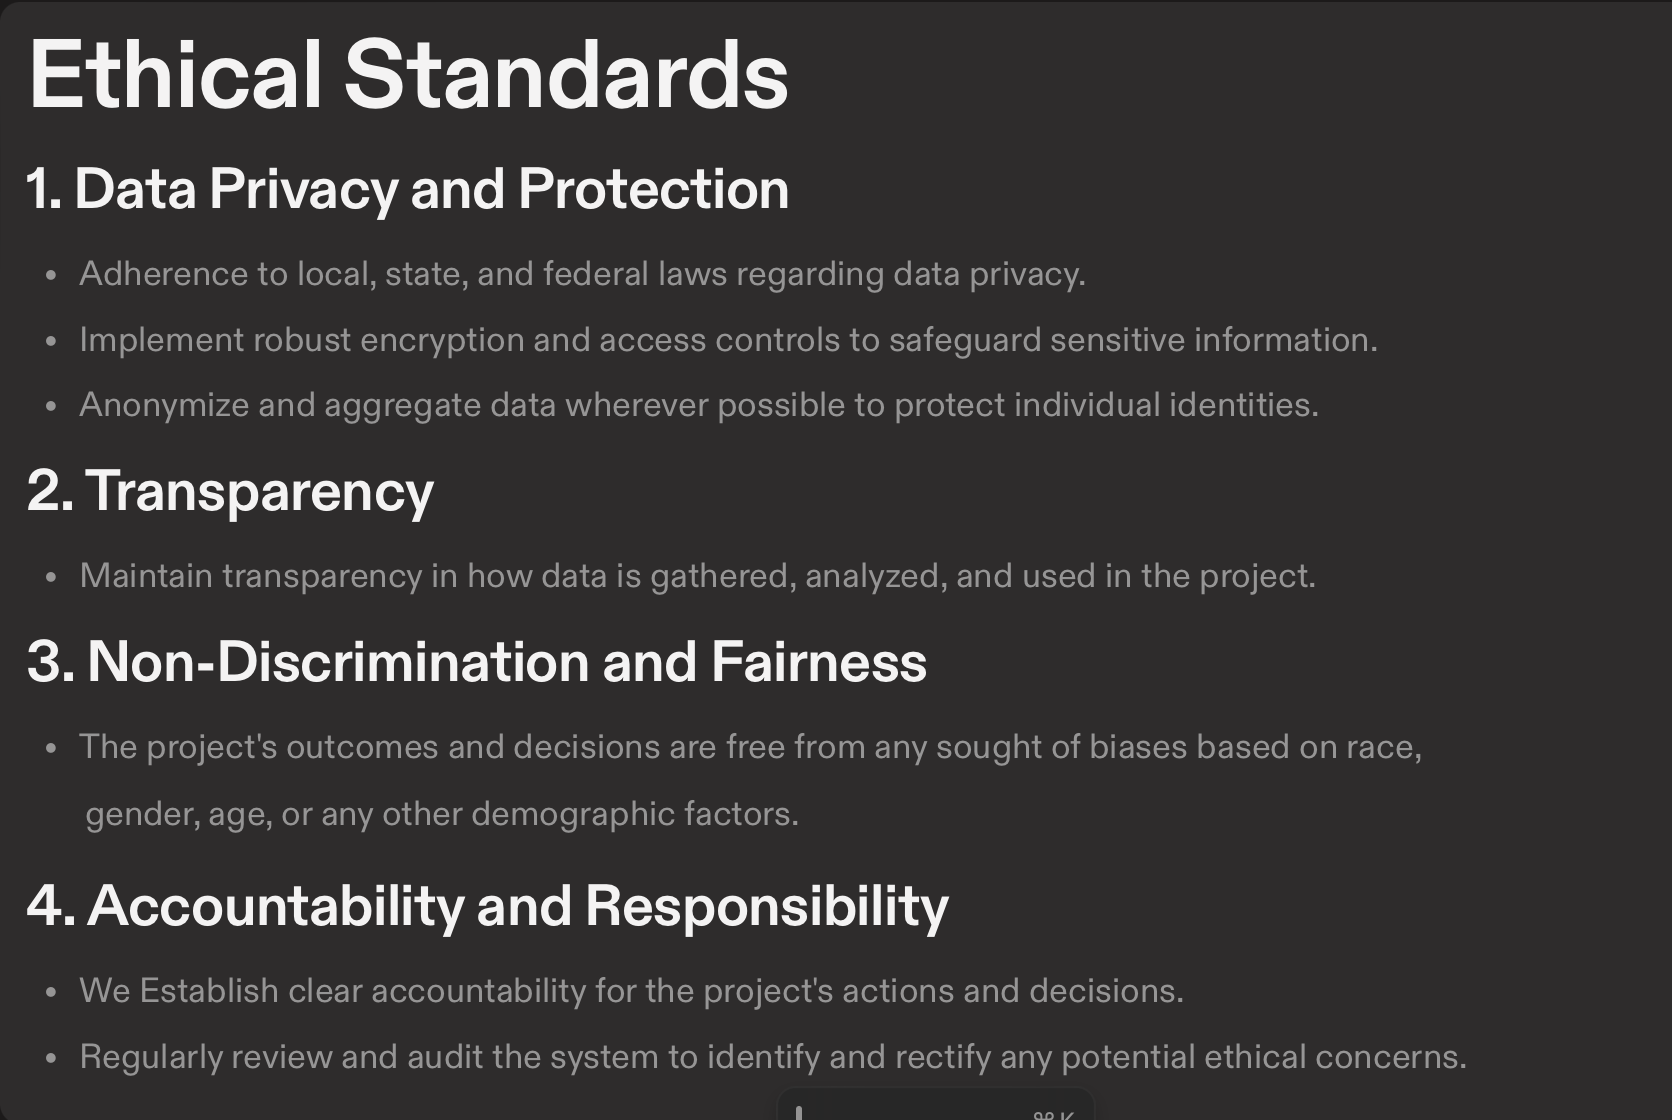 Ethical Standards
1. Data Privacy and Protection
• Adherence to local, state, and federal laws regarding data privacy.
• Implement robust encryption and access controls to safeguard sensitive information.
• Anonymize and aggregate data wherever possible to protect individual identities.
2. Transparency
• Maintain transparency in how data is gathered, analyzed, and used in the project.
3. Non-Discrimination and Fairness
• The project's outcomes and decisions are free from any sought of biases based on race,
gender, age, or any other demographic factors.
4. Accountability and Responsibility
• We Establish clear accountability for the project's actions and decisions.
• Regularly review and audit the system to identify and rectify any potential ethical concerns.
⌘K